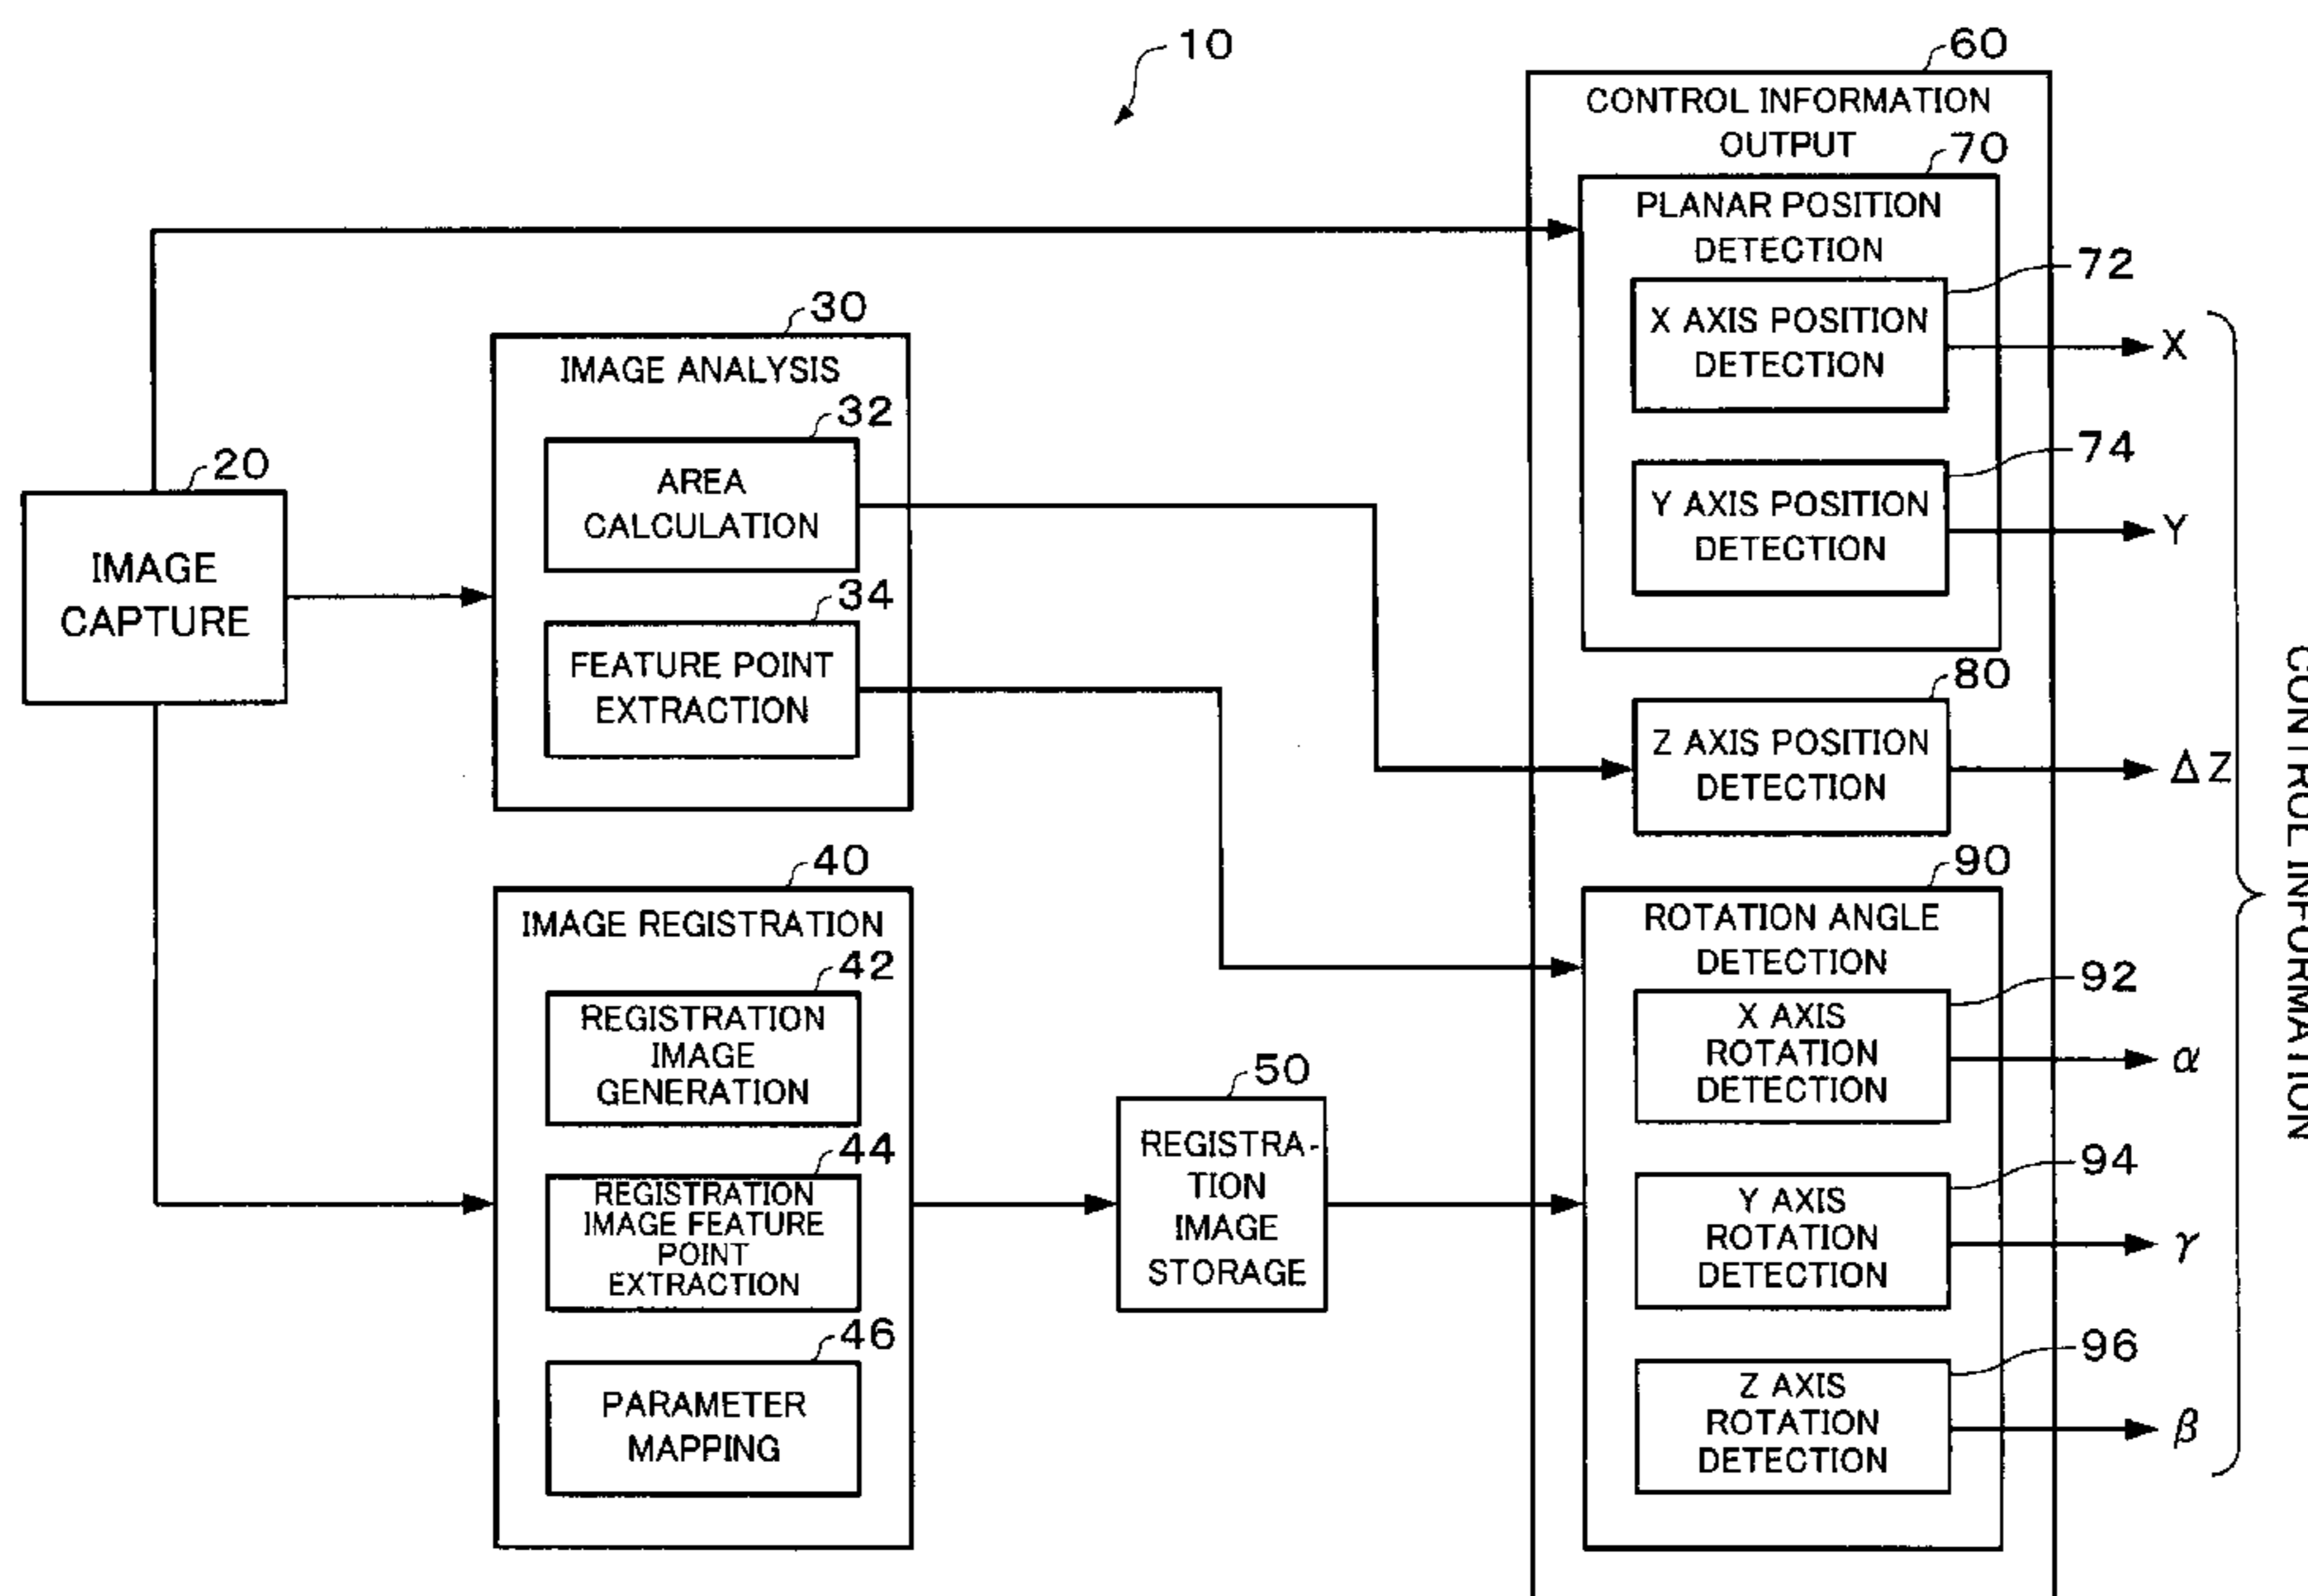 10
60
CONTROL INFORMATION
OUTPUT
70
PLANAR POSITION
DETECTION
72
X AXIS POSITION
DETECTION
X
74
Y AXIS POSITION
DETECTION
Y
30
IMAGE ANALYSIS
32
AREA
CALCULATION
20
IMAGE
CAPTURE
34
FEATURE POINT
EXTRACTION
80
Z AXIS POSITION
DETECTION
ΔZ
40
IMAGE REGISTRATION
42
REGISTRATION
IMAGE
GENERATION
44
REGISTRATION
IMAGE FEATURE
POINT
EXTRACTION
46
PARAMETER
MAPPING
50
REGISTRA-
TION
IMAGE
STORAGE
90
ROTATION ANGLE
DETECTION
92
X AXIS
ROTATION
DETECTION
α
94
Y AXIS
ROTATION
DETECTION
γ
96
Z AXIS
ROTATION
DETECTION
β
CONTROL INFORMATION